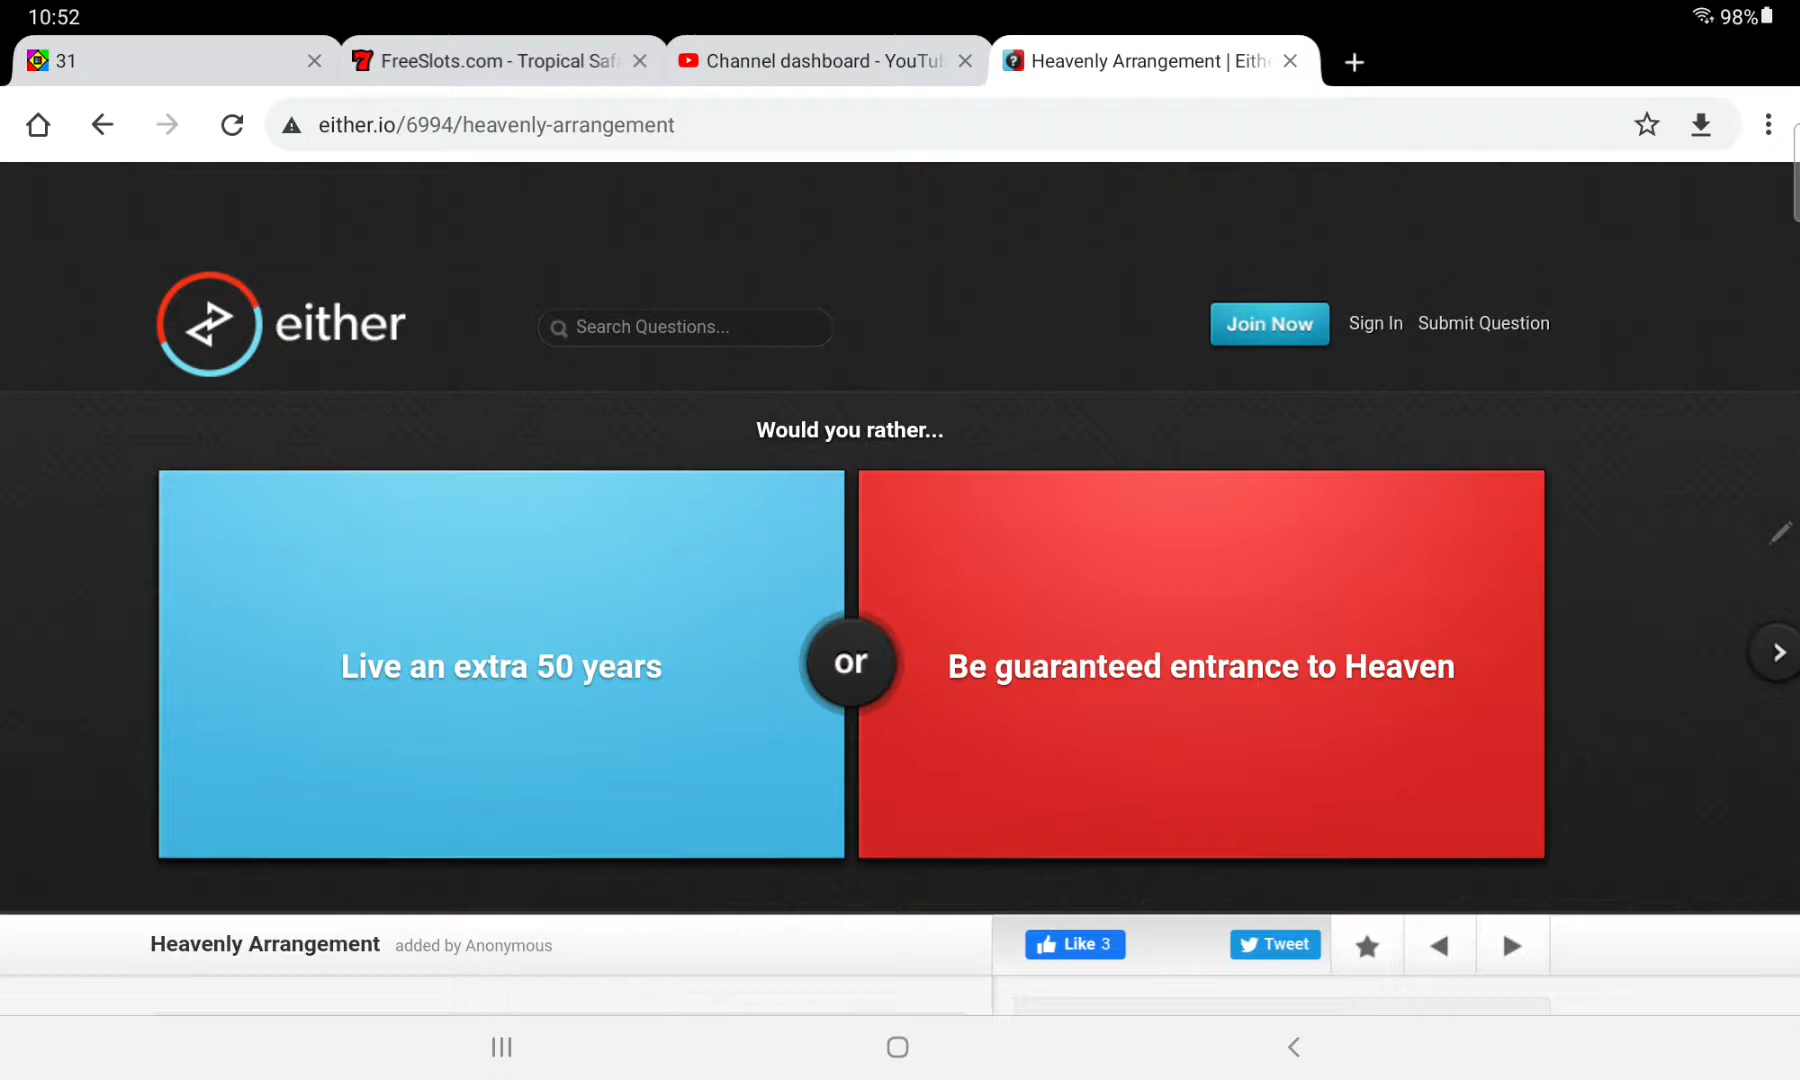 10:52
98%
31
FreeSlots.com - Tropical Safa
Channel dashboard - YouTu
Heavenly Arrangement | Eith
either.io/6994/heavenly-arrangement
either
Search Questions...
Join Now
Sign In
Submit Question
Would you rather...
Live an extra 50 years
or
Be guaranteed entrance to Heaven
Heavenly Arrangement
added by Anonymous
Like 3
Tweet